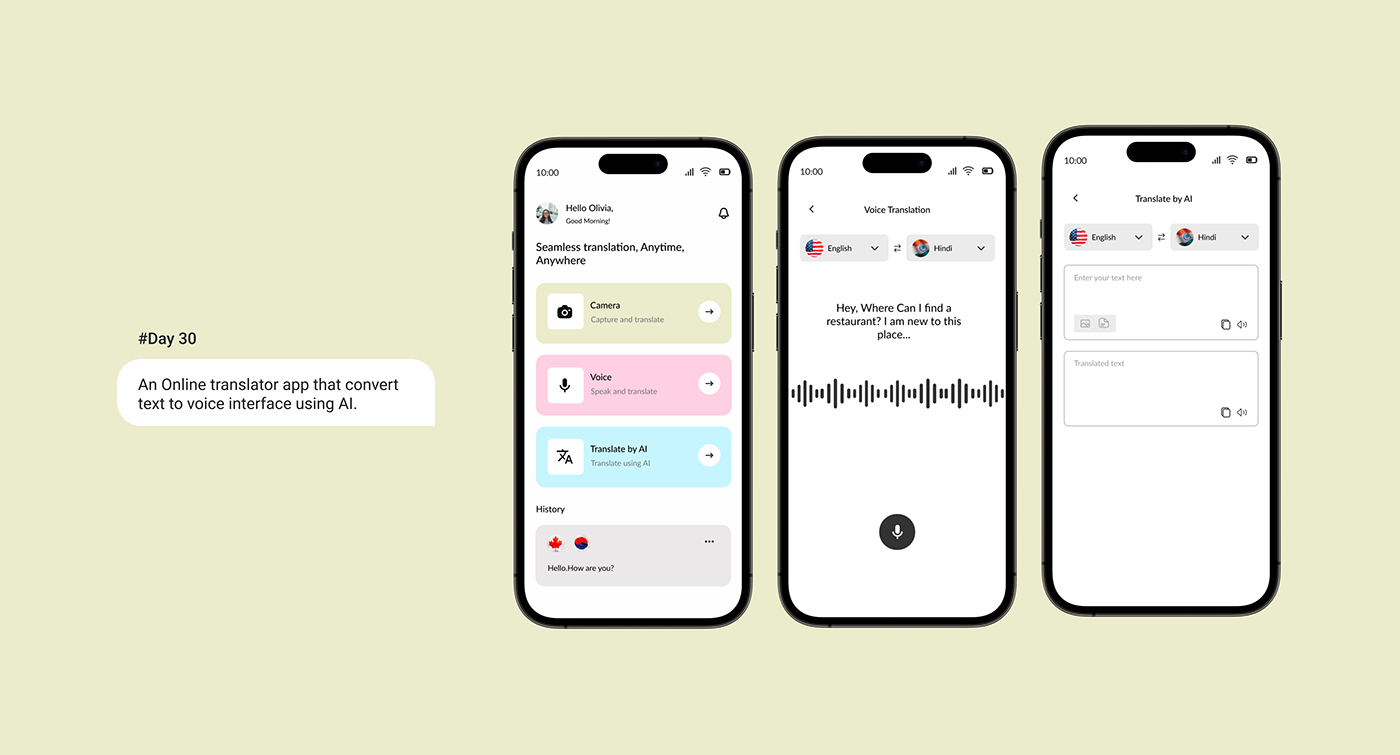 #Day 30
An Online translator app that convert
text to voice interface using AI.
10:00
Hello Olivia,
Good Morning!
Seamless translation, Anytime,
Anywhere
Camera
Capture and translate
Voice
Speak and translate
Translate by AI
Translate using AI
History
Hello.How are you?
10:00
Voice Translation
English
Hindi
Hey, Where Can I find a
restaurant? I am new to this
place...
10:00
Translate by AI
English
Hindi
Enter your text here
Translated text